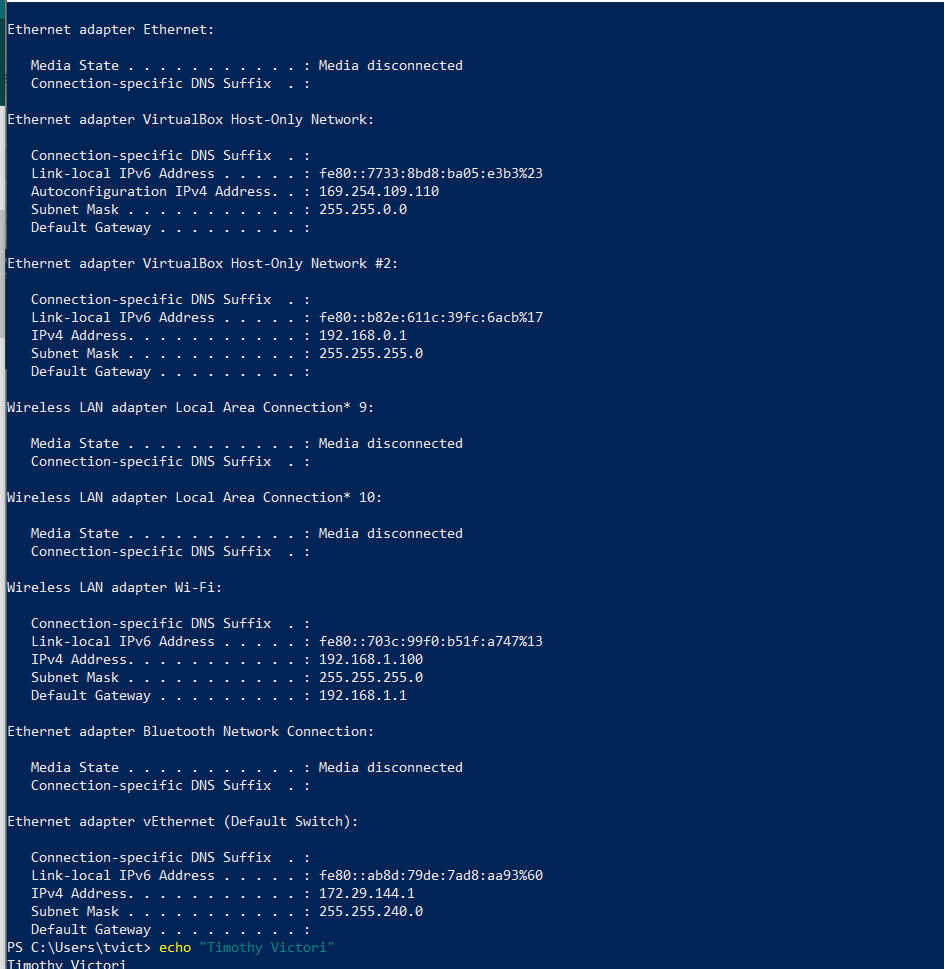 Ethernet adapter Ethernet:
Media State . . . . . . . . . . . : Media disconnected
Connection-specific DNS Suffix  . :
Ethernet adapter VirtualBox Host-Only Network:
Connection-specific DNS Suffix  . :
Link-local IPv6 Address . . . . . : fe80::7733:8bd8:ba05:e3b3%23
Autoconfiguration IPv4 Address. . : 169.254.109.110
Subnet Mask . . . . . . . . . . . : 255.255.0.0
Default Gateway . . . . . . . . . :
Ethernet adapter VirtualBox Host-Only Network #2:
Connection-specific DNS Suffix  . :
Link-local IPv6 Address . . . . . : fe80::b82e:611c:39fc:6acb%17
IPv4 Address. . . . . . . . . . . : 192.168.0.1
Subnet Mask . . . . . . . . . . . : 255.255.255.0
Default Gateway . . . . . . . . . :
Wireless LAN adapter Local Area Connection* 9:
Media State . . . . . . . . . . . : Media disconnected
Connection-specific DNS Suffix  . :
Wireless LAN adapter Local Area Connection* 10:
Media State . . . . . . . . . . . : Media disconnected
Connection-specific DNS Suffix  . :
Wireless LAN adapter Wi-Fi:
Connection-specific DNS Suffix  . :
Link-local IPv6 Address . . . . . : fe80::703c:99f0:b51f:a747%13
IPv4 Address. . . . . . . . . . . : 192.168.1.100
Subnet Mask . . . . . . . . . . . : 255.255.255.0
Default Gateway . . . . . . . . . : 192.168.1.1
Ethernet adapter Bluetooth Network Connection:
Media State . . . . . . . . . . . : Media disconnected
Connection-specific DNS Suffix  . :
Ethernet adapter vEthernet (Default Switch):
Connection-specific DNS Suffix  . :
Link-local IPv6 Address . . . . . : fe80::ab8d:79de:7ad8:aa93%60
IPv4 Address. . . . . . . . . . . : 172.29.144.1
Subnet Mask . . . . . . . . . . . : 255.255.240.0
Default Gateway . . . . . . . . . :
PS C:\Users\tvict> echo "Timothy Victori"
Timothy Victori